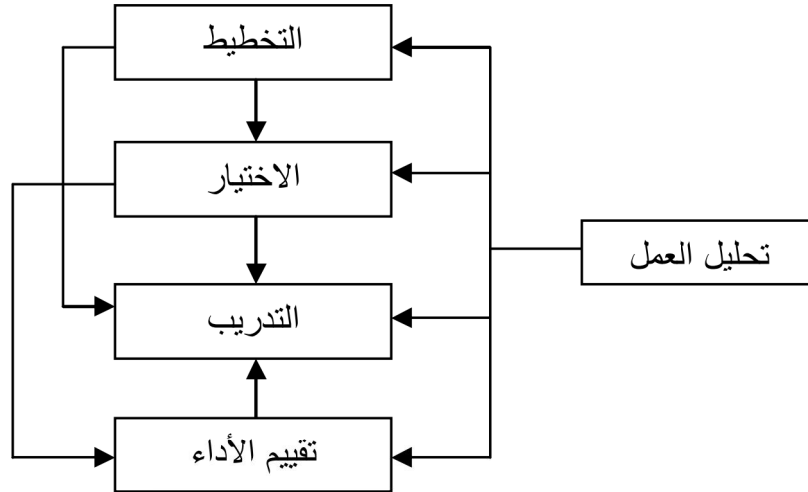 التخطيط
الاختيار
تحليل العمل
التدريب
تقييم الأداء